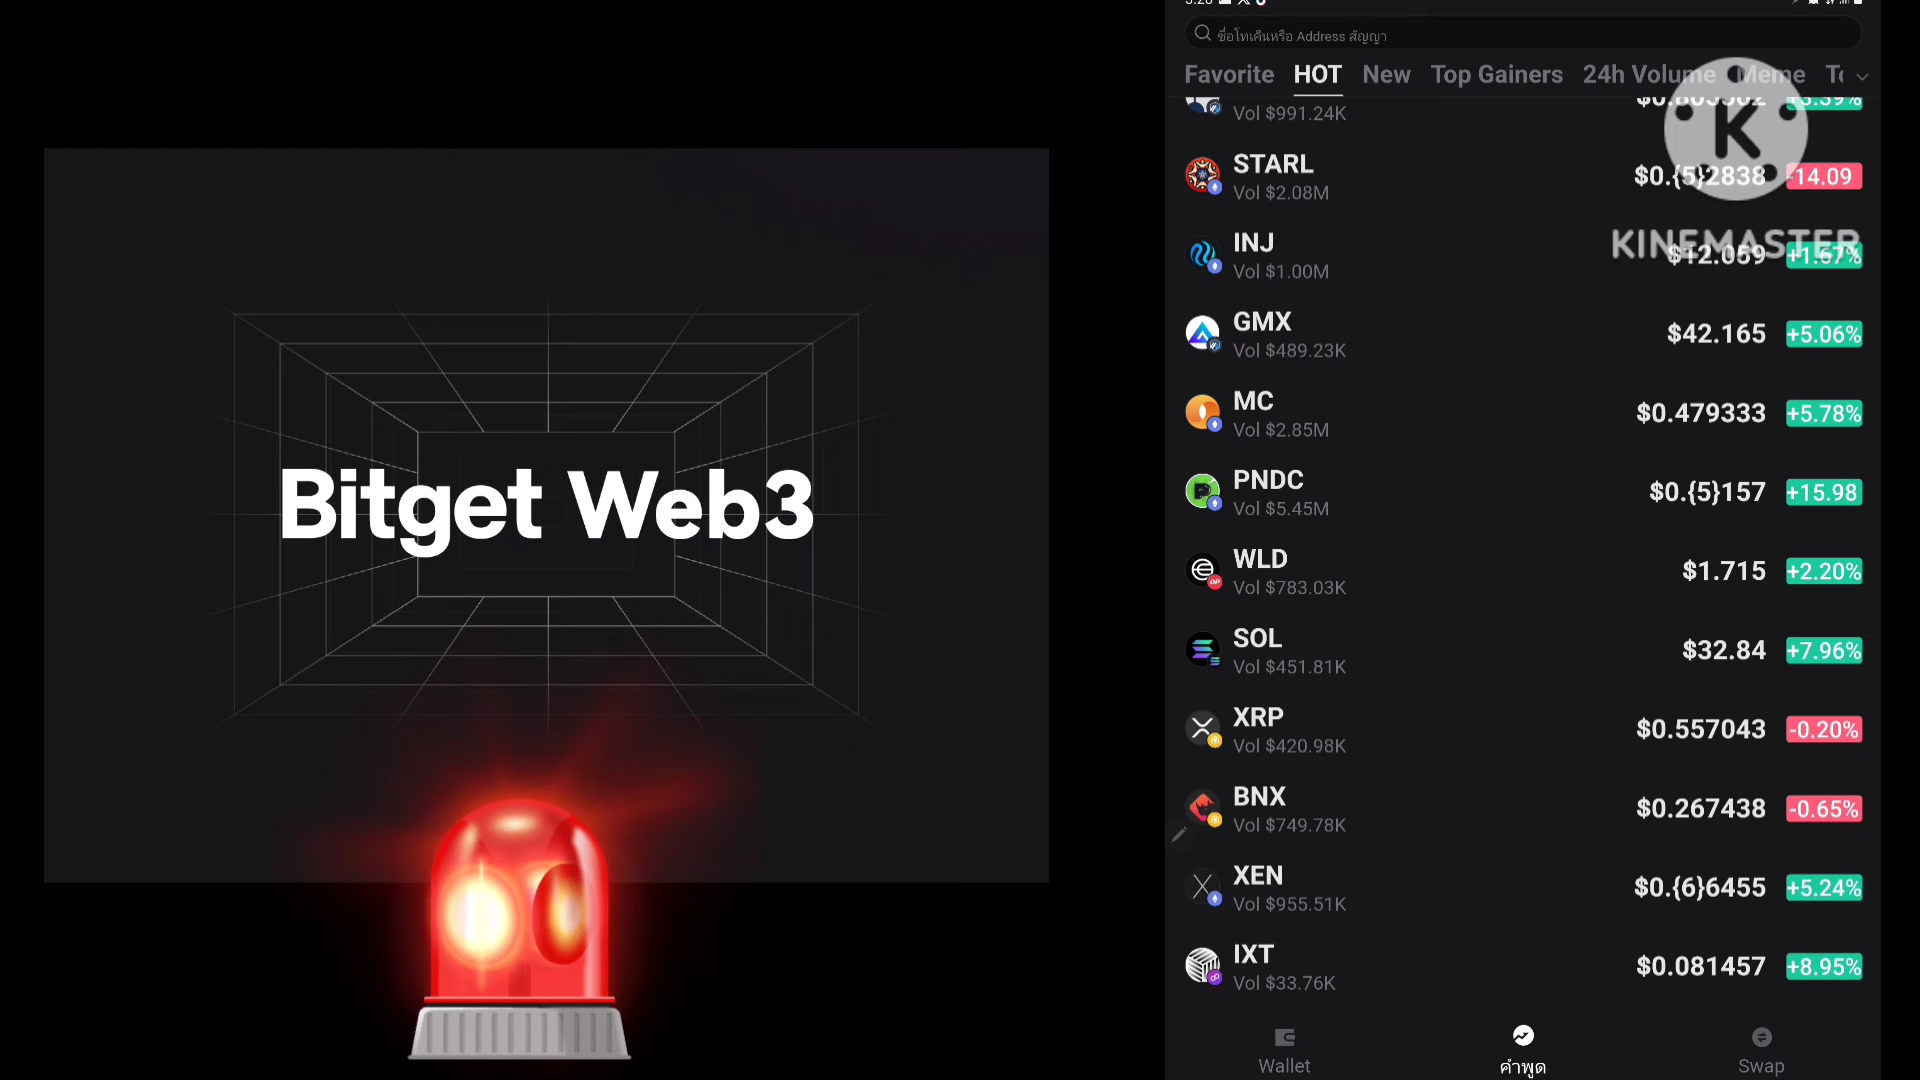 Bitget Web3
ชื่อโทเค็นหรือ Address สัญญา
Favorite HOT New Top Gainers 24h Volume Meme
Vol $991.24K
STARL
Vol $2.08M
$0.{5}2838 -14.09
K
KINEMASTER
INJ
Vol $1.00M
$12.059 +1.67%
GMX
Vol $489.23K
$42.165 +5.06%
MC
Vol $2.85M
$0.479333 +5.78%
PNDC
Vol $5.45M
$0.{5}157 +15.98
WLD
Vol $783.03K
$1.715 +2.20%
SOL
Vol $451.81K
$32.84 +7.96%
XRP
Vol $420.98K
$0.557043 -0.20%
BNX
Vol $749.78K
$0.267438 -0.65%
XEN
Vol $955.51K
$0.{6}6455 +5.24%
IXT
Vol $33.76K
$0.081457 +8.95%
Wallet คำพูด Swap